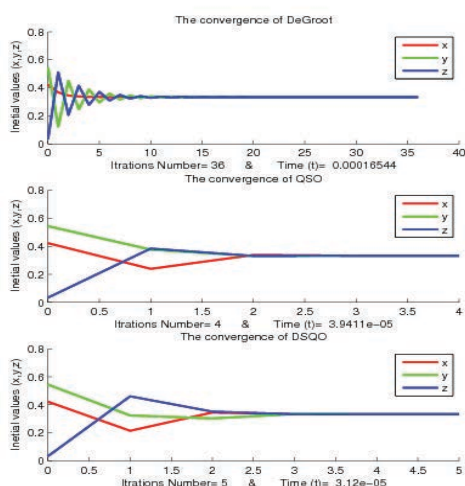 The convergence of DeGroot
Inetial values (x,y,z)
0.8
0.6
0.4
0.2
0
x
y
z
0 5 10 15 20 25 30 35 40
Itrations Number= 36 & Time (t)= 0.00016544
The convergence of QSO
Inetial values (x,y,z)
0.8
0.6
0.4
0.2
0
x
y
z
0 0.5 1 1.5 2 2.5 3 3.5 4
Itrations Number= 4 & Time (t)= 3.9411e-05
The convergence of DSQO
Inetial values (x,y,z)
0.8
0.6
0.4
0.2
0
x
y
z
0 0.5 1 1.5 2 2.5 3 3.5 4 4.5 5
Itrations Number= 5 & Time (t)= 3.12e-05